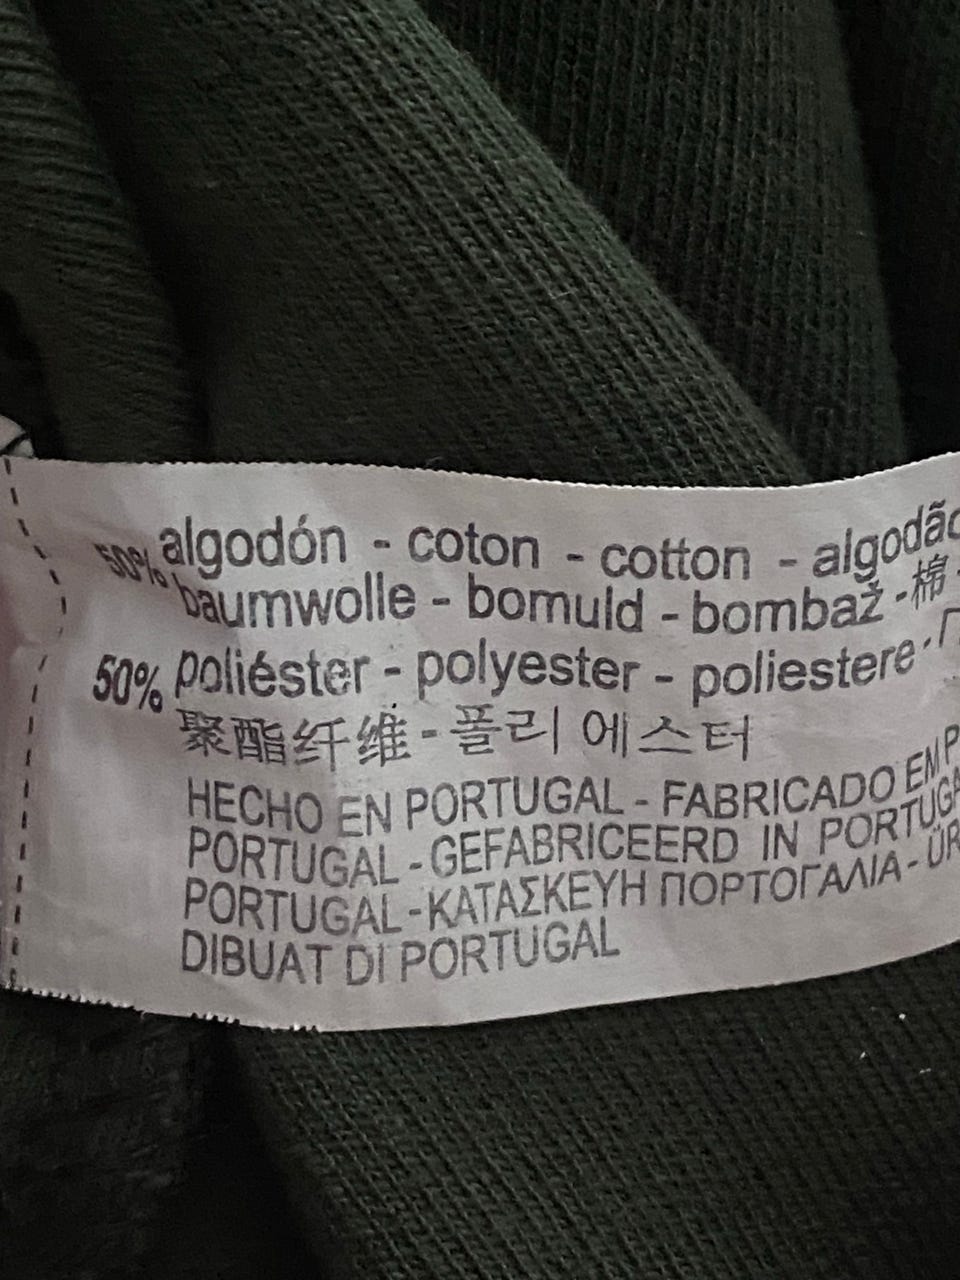 50% algodón - coton - cotton - algodão
baumwolle - bomuld - bombaž - 棉
50% poliéster - polyester - poliestere -
聚酯纤维 - 폴리 에스터
HECHO EN PORTUGAL - FABRICADO EM
PORTUGAL - GEFABRICEERD IN
PORTUGAL - ΚΑΤΑΣΚΕΥΗ ΠΟΡΤΟΓΑΛΙΑ -
DIBUAT DI PORTUGAL